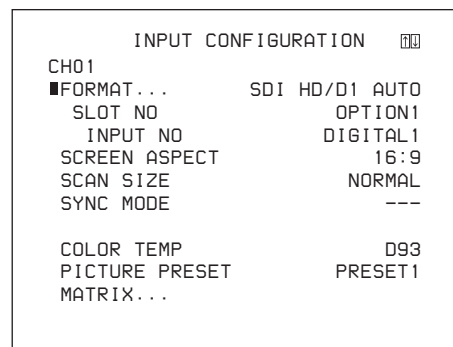 INPUT CONFIGURATION ↑↓
CH01
FORMAT... SDI HD/D1 AUTO
SLOT NO OPTION1
INPUT NO DIGITAL1
SCREEN ASPECT 16:9
SCAN SIZE NORMAL
SYNC MODE ---
COLOR TEMP D93
PICTURE PRESET PRESET1
MATRIX...